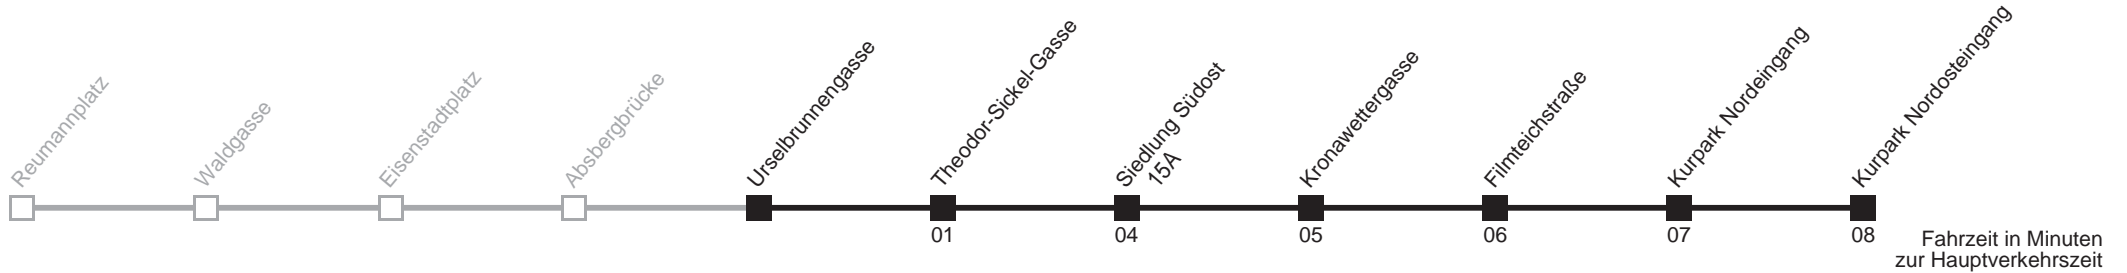 Reumannplatz
Waldgasse
Eisenstadtplatz
Absbergbrücke
Urselbrunnengasse
Theodor-Sickel-Gasse
Siedlung Südost
15A
Kronawettergasse
Filmteichstraße
Kurpark Nordeingang
Kurpark Nordosteingang
01
04
05
06
07
08
Fahrzeit in Minuten
zur Hauptverkehrszeit